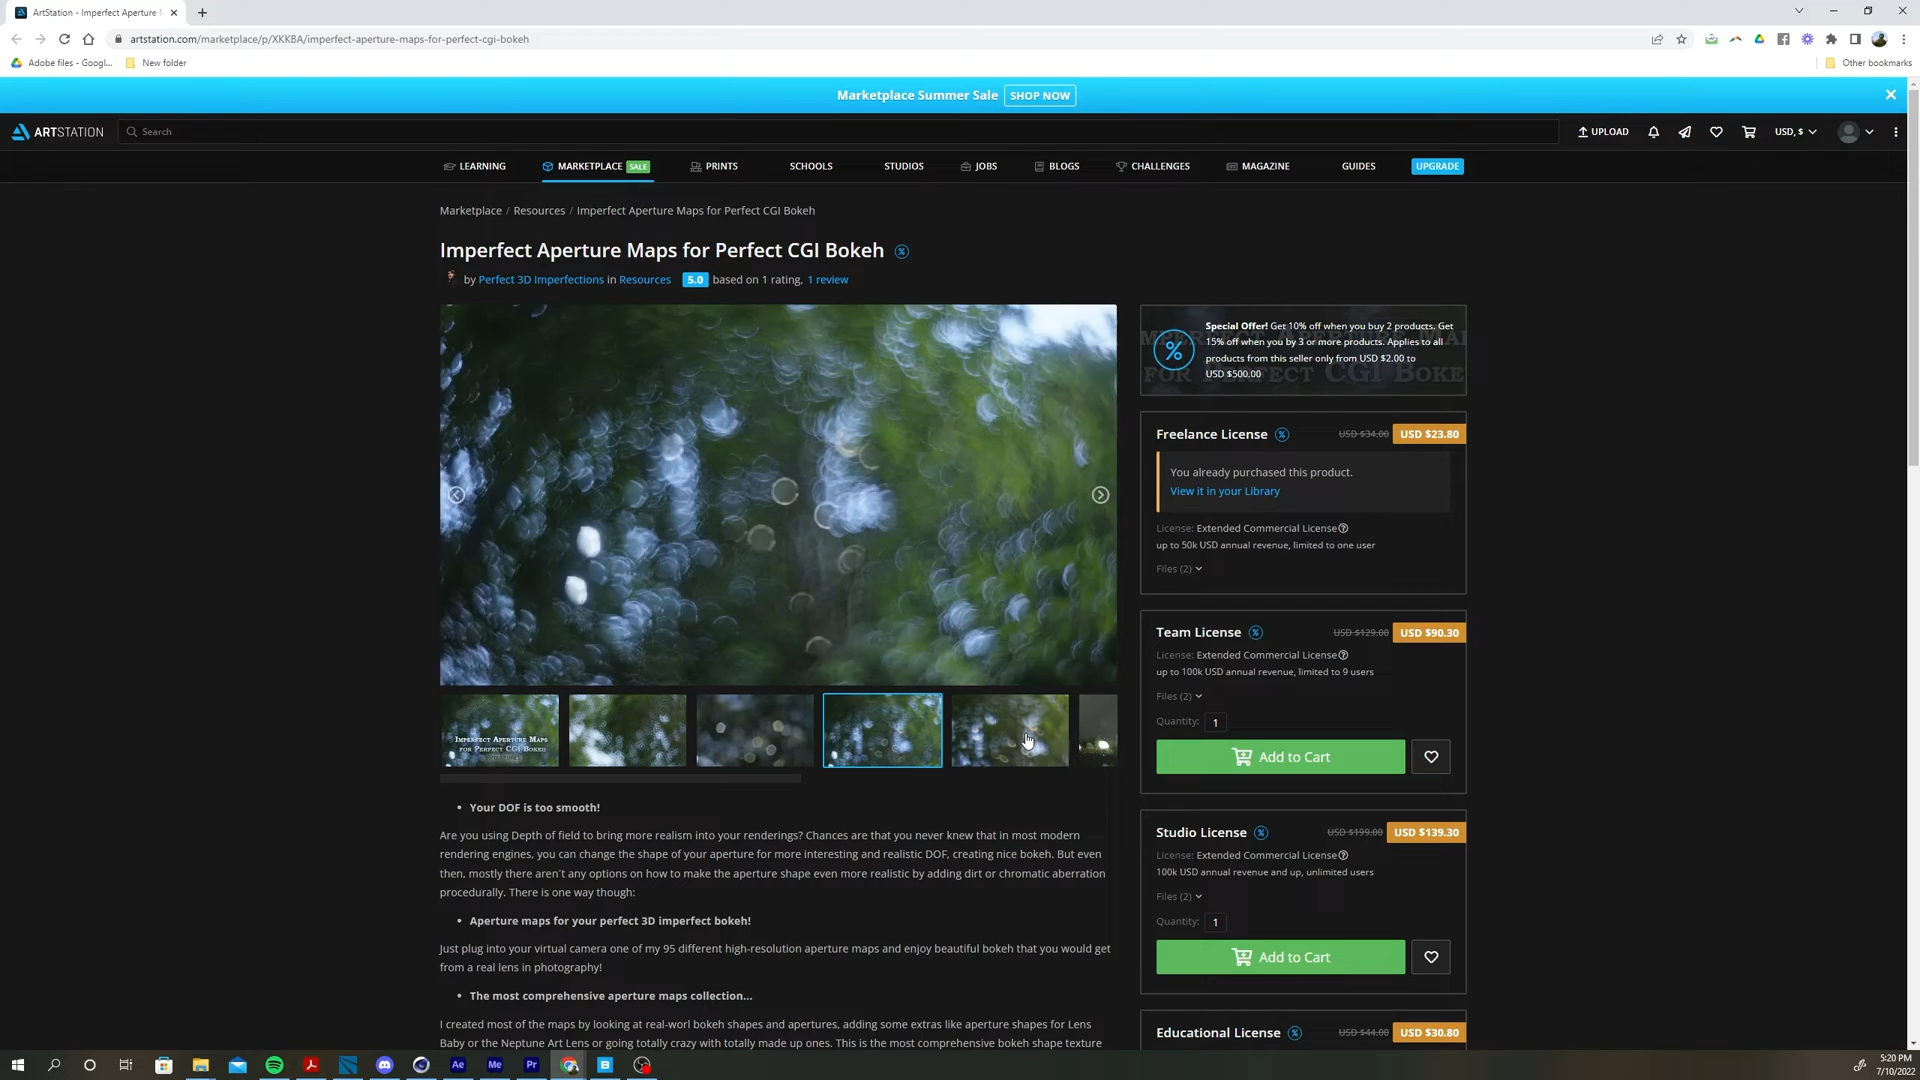 ArtStation - Imperfect Aperture M
artstation.com/marketplace/p/XKKBA/imperfect-aperture-maps-for-perfect-cgi-bokeh
Adobe files - Googl...
New folder
Other bookmarks
Marketplace Summer Sale
SHOP NOW
ARTSTATION
Search
UPLOAD
USD, $
LEARNING
MARKETPLACE
SALE
PRINTS
SCHOOLS
STUDIOS
JOBS
BLOGS
CHALLENGES
MAGAZINE
GUIDES
UPGRADE
Marketplace / Resources / Imperfect Aperture Maps for Perfect CGI Bokeh
Imperfect Aperture Maps for Perfect CGI Bokeh
by Perfect 3D Imperfections in Resources 5.0 based on 1 rating, 1 review
IMPERFECT APERTURE MAPS
FOR PERFECT CGI BOKEH
• Your DOF is too smooth!
Are you using Depth of field to bring more realism into your renderings? Chances are that you never knew that in most modern
rendering engines, you can change the shape of your aperture for more interesting and realistic DOF, creating nice bokeh. But even
then, mostly there aren´t any options on how to make the aperture shape even more realistic by adding dirt or chromatic aberration
procedurally. There is one way though:
• Aperture maps for your perfect 3D imperfect bokeh!
Just plug into your virtual camera one of my 95 different high-resolution aperture maps and enjoy beautiful bokeh that you would get
from a real lens in photography!
• The most comprehensive aperture maps collection...
I created most of the maps by looking at real-worl bokeh shapes and apertures, adding some extras like aperture shapes for Lens
Baby or the Neptune Art Lens or going totally crazy with totally made up ones. This is the most comprehensive bokeh shape texture
Special Offer! Get 10% off when you buy 2 products. Get
15% off when you by 3 or more products. Applies to all
products from this seller only from USD $2.00 to
USD $500.00
Freelance License
USD $34.00
USD $23.80
You already purchased this product.
View it in your Library
License: Extended Commercial License
up to 50k USD annual revenue, limited to one user
Files (2)
Team License
USD $129.00
USD $90.30
License: Extended Commercial License
up to 100k USD annual revenue, limited to 9 users
Files (2)
Quantity: 1
Add to Cart
Studio License
USD $199.00
USD $139.30
License: Extended Commercial License
100k USD annual revenue and up, unlimited users
Files (2)
Quantity: 1
Add to Cart
Educational License
USD $44.00
USD $30.80
Ae
Me
Pr
5:20 PM
7/10/2022